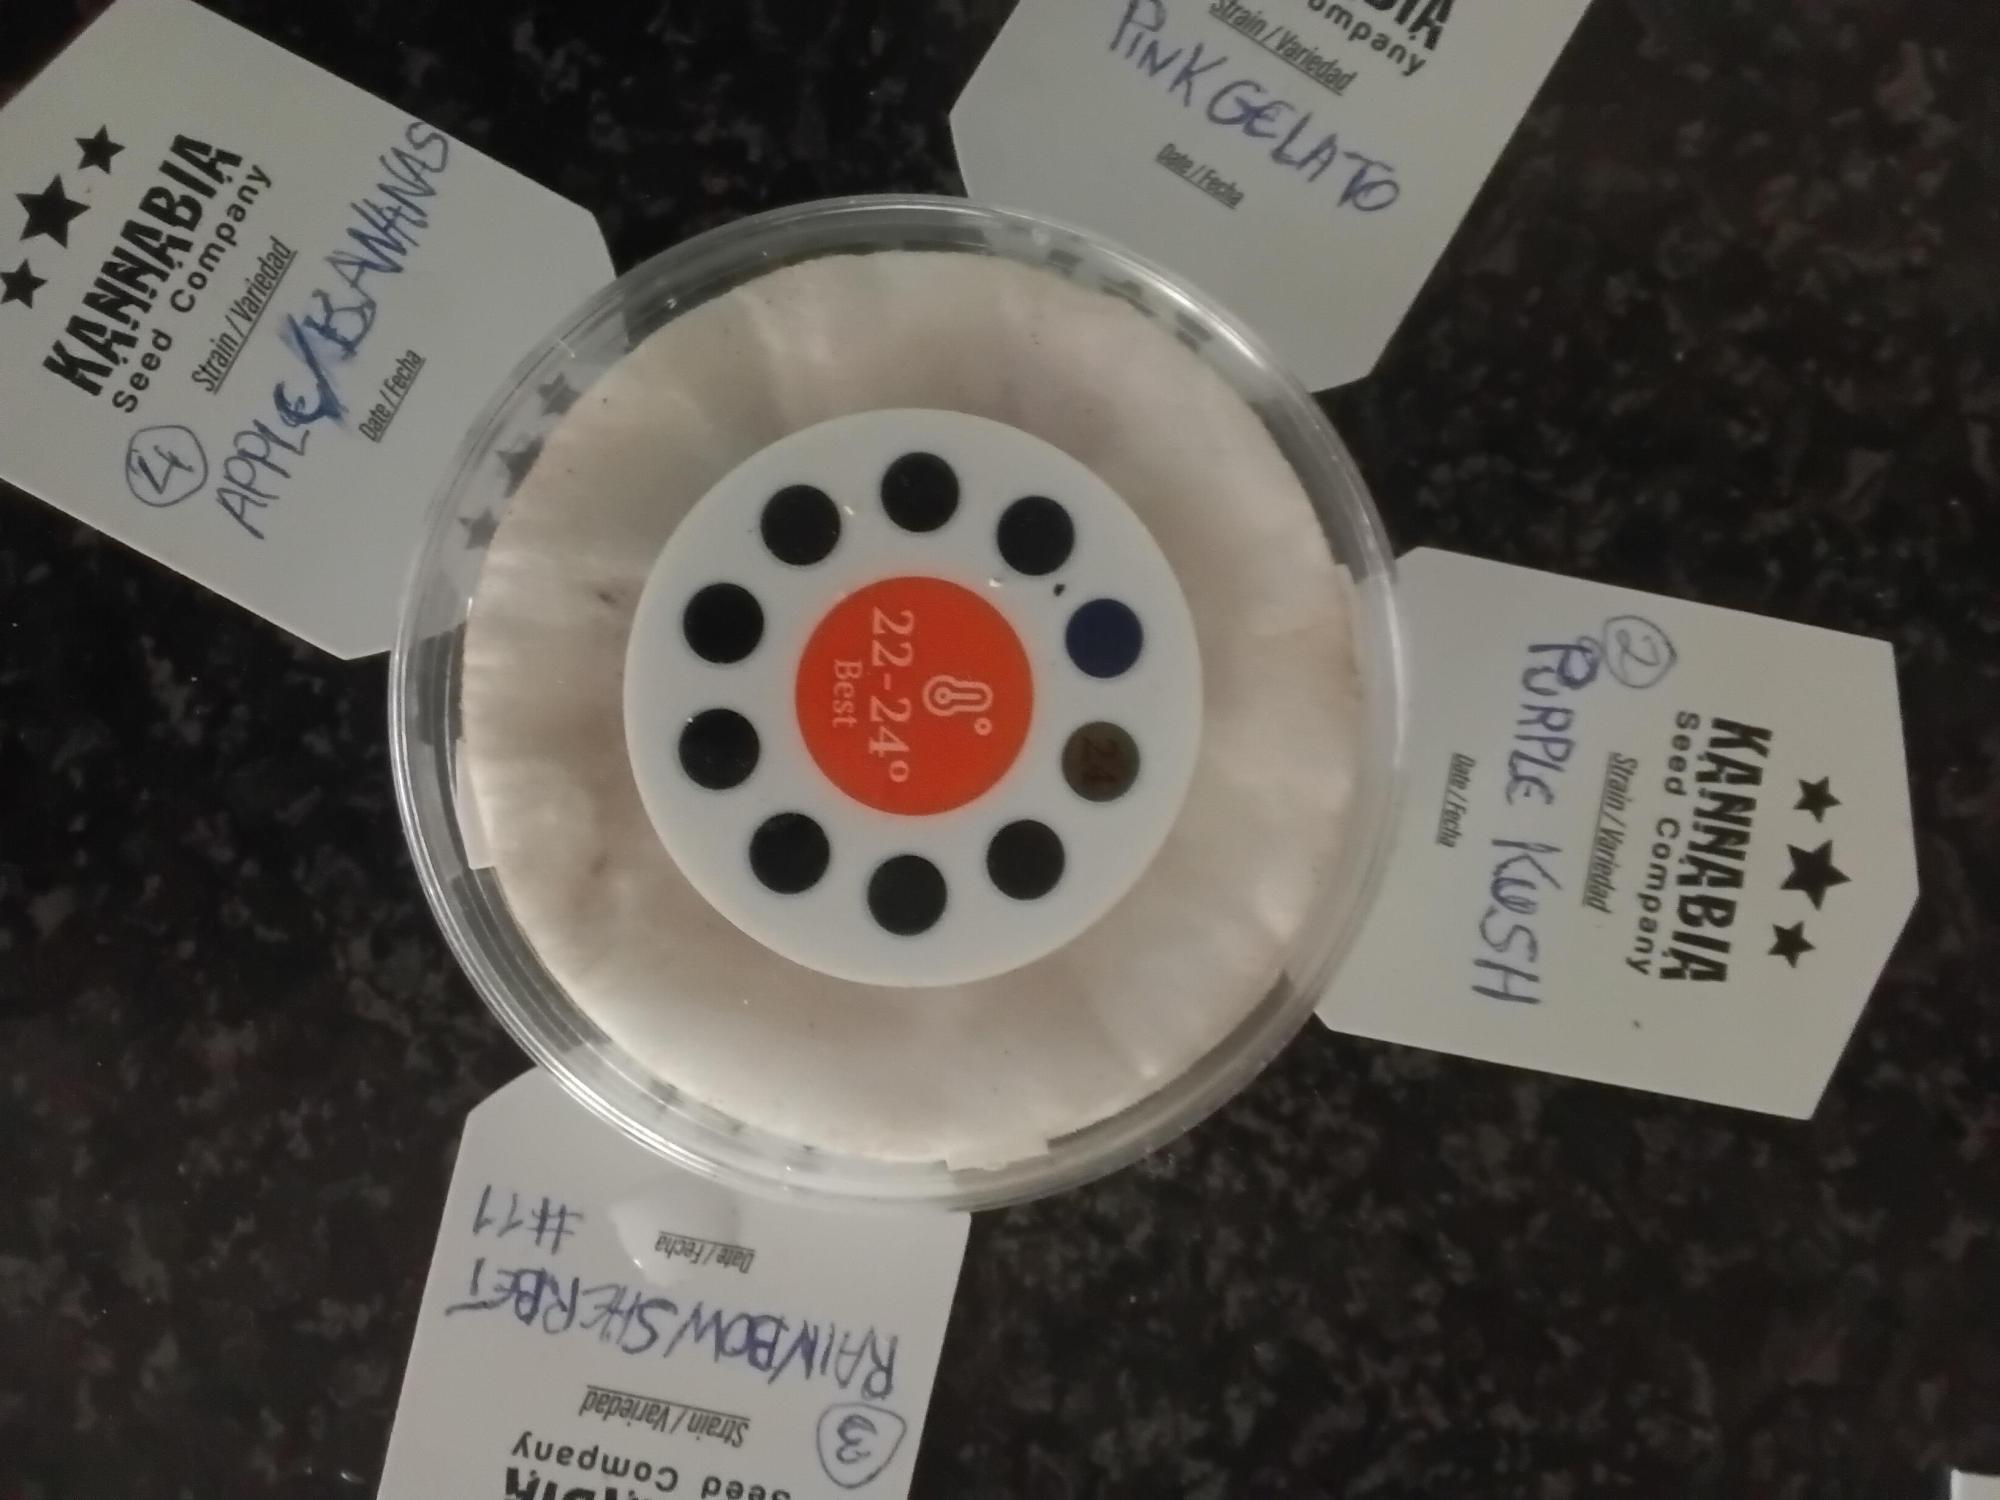 KANNABIA
Seed Company
Strain / Variedad
4
APPLE/BANANAS
Date / Fecha
Company
Strain / Variedad
PINK GELATO
Date / Fecha
22-24°
Best
24
KANNABIA
Seed Company
Strain / Variedad
2
PURPLE KUSH
Date / Fecha
Seed Company
Strain / Variedad
3
RAINBOW SHERBET
#11
Date / Fecha